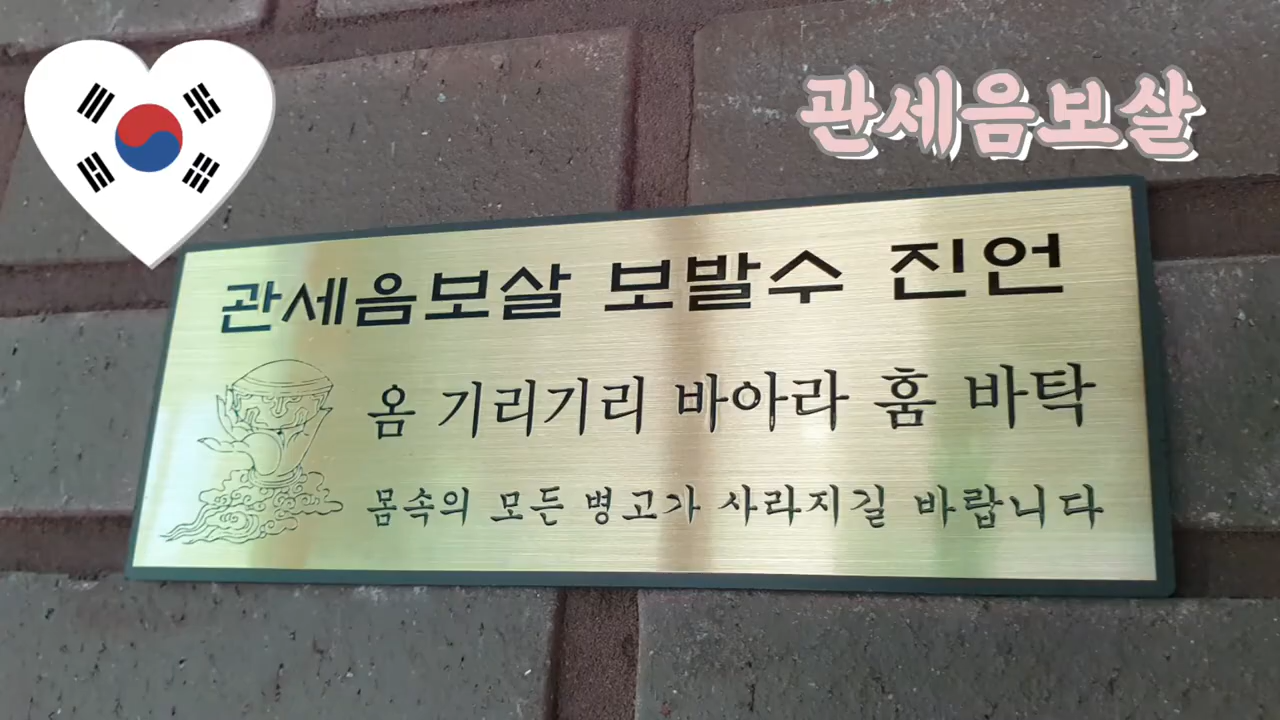 관세음보살
관세음보살 보발수 진언
옴 기리기리 바아라 훔 바탁
몸속의 모든 병고가 사라지길 바랍니다